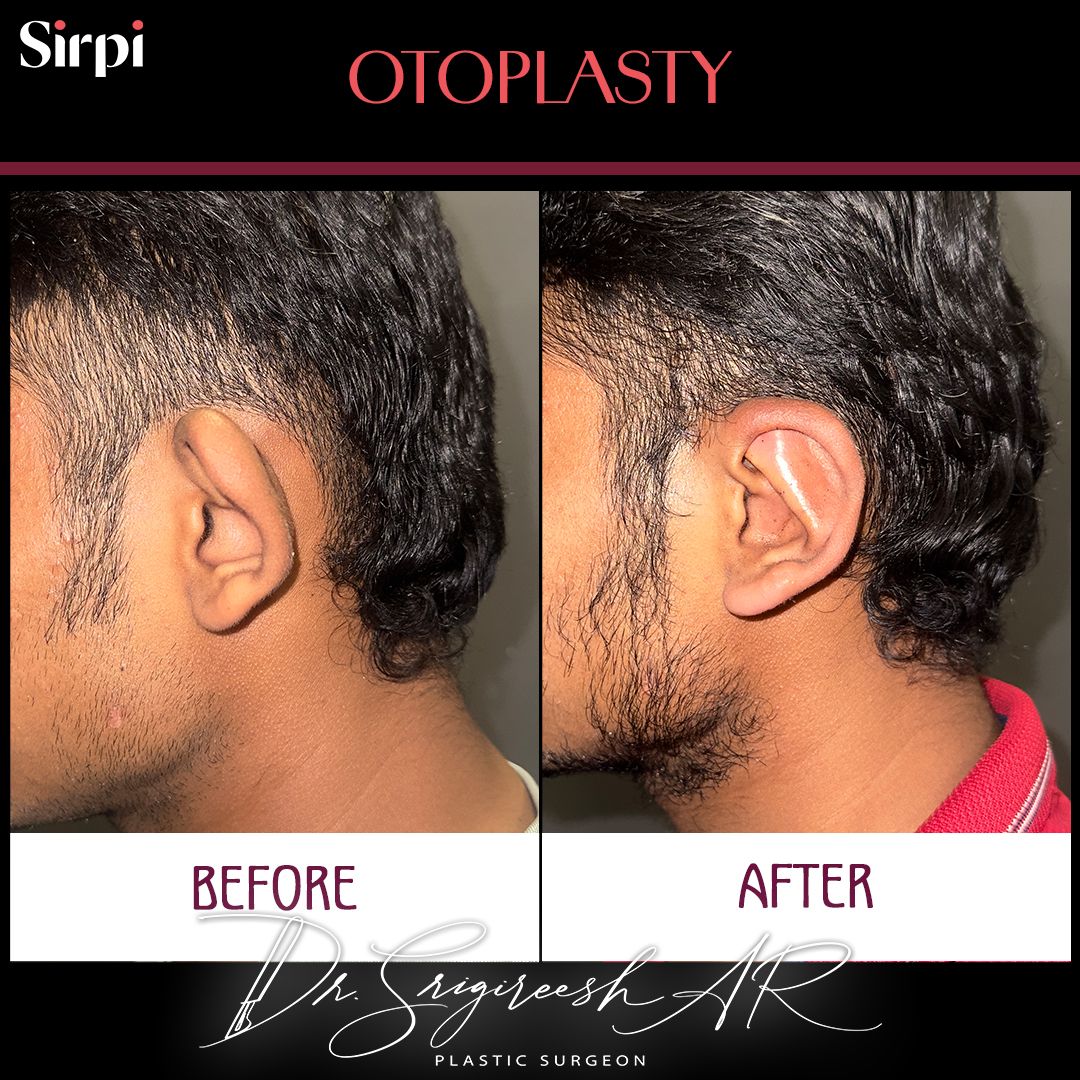 Sirpi
OTOPLASTY
BEFORE
AFTER
Dr. Srigireesh AR
PLASTIC SURGEON